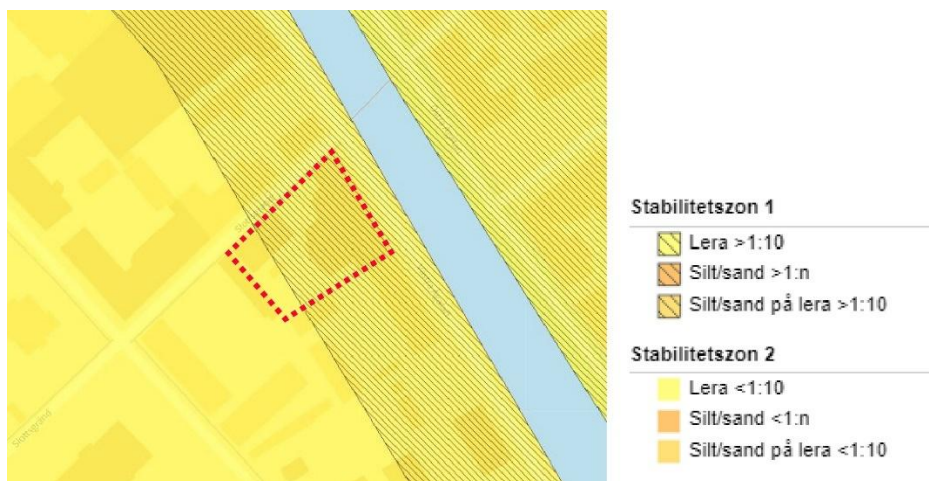 Slottsgränd
Stabilitetszon 1
Lera >1:10
Silt/sand >1:n
Silt/sand på lera >1:10
Stabilitetszon 2
Lera <1:10
Silt/sand <1:n
Silt/sand på lera <1:10